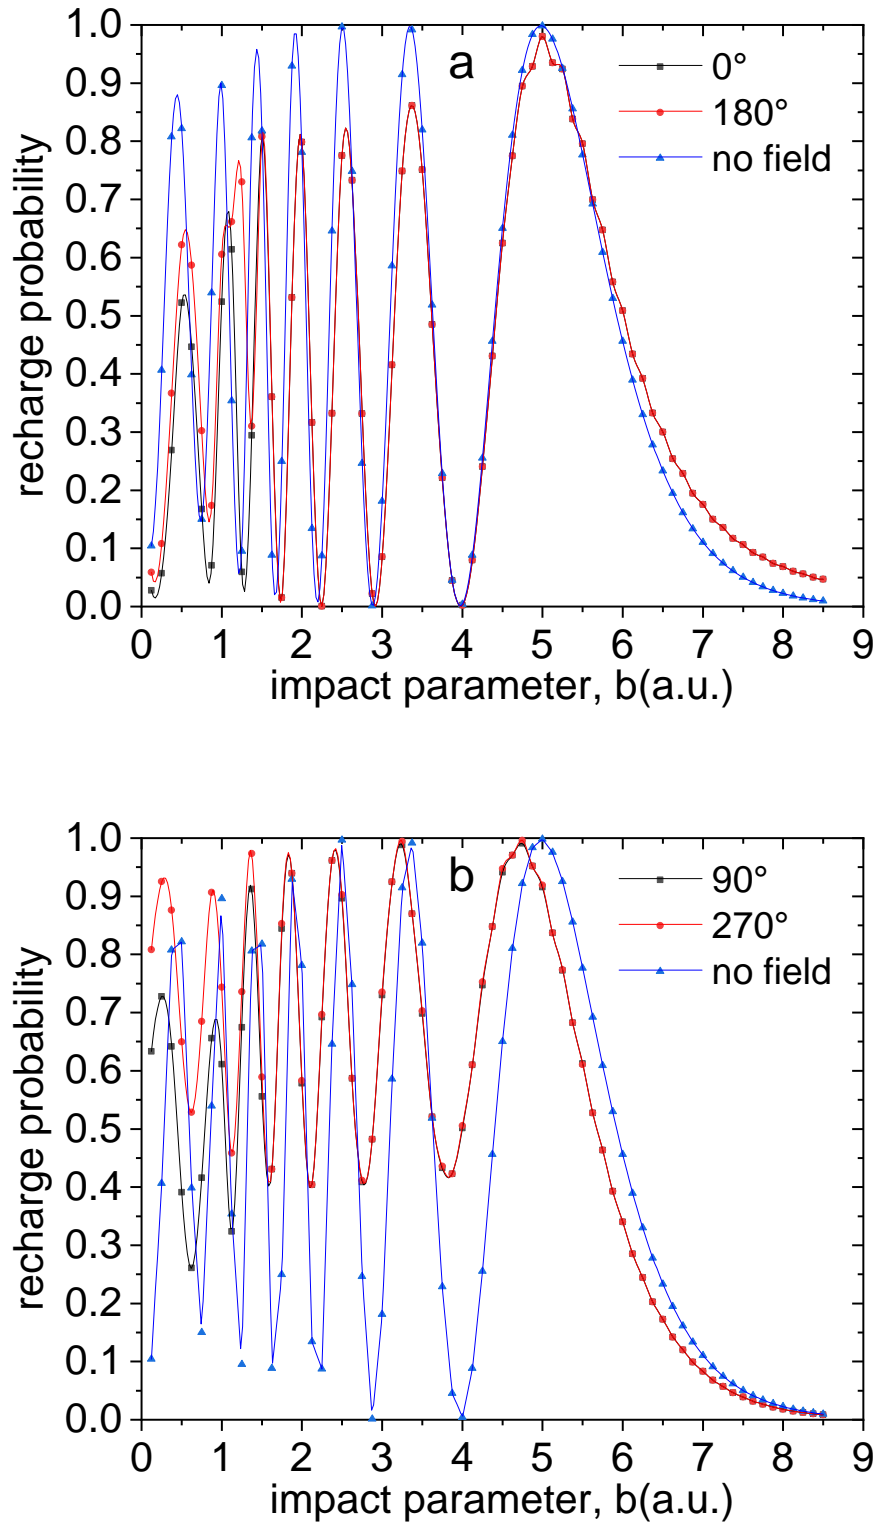 a
0°
180°
no field
recharge probability
1.0
0.9
0.8
0.7
0.6
0.5
0.4
0.3
0.2
0.1
0.0
0 1 2 3 4 5 6 7 8 9
impact parameter, b(a.u.)
b
90°
270°
no field
recharge probability
1.0
0.9
0.8
0.7
0.6
0.5
0.4
0.3
0.2
0.1
0.0
0 1 2 3 4 5 6 7 8 9
impact parameter, b(a.u.)